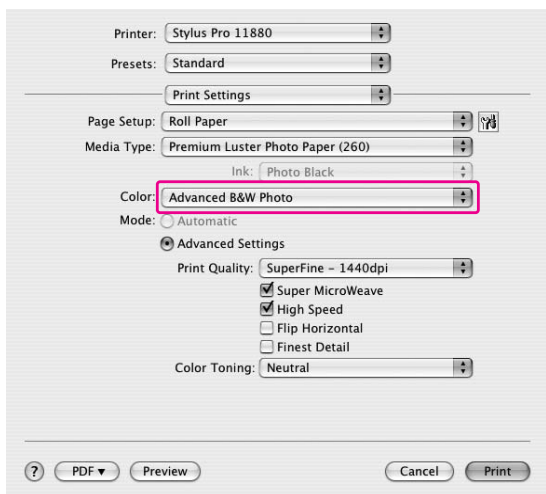 Printer: Stylus Pro 11880
Presets: Standard
Print Settings
Page Setup: Roll Paper
Media Type: Premium Luster Photo Paper (260)
Ink: Photo Black
Color: Advanced B&W Photo
Mode: Automatic
Advanced Settings
Print Quality: SuperFine – 1440dpi
Super MicroWeave
High Speed
Flip Horizontal
Finest Detail
Color Toning: Neutral
? PDF ▼ Preview Cancel Print